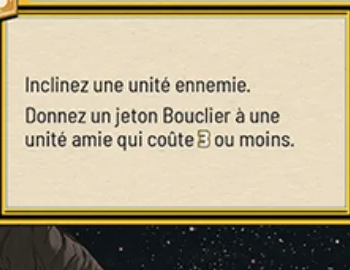 Inclinez une unité ennemie.
Donnez un jeton Bouclier à une
unité amie qui coûte 3 ou moins.